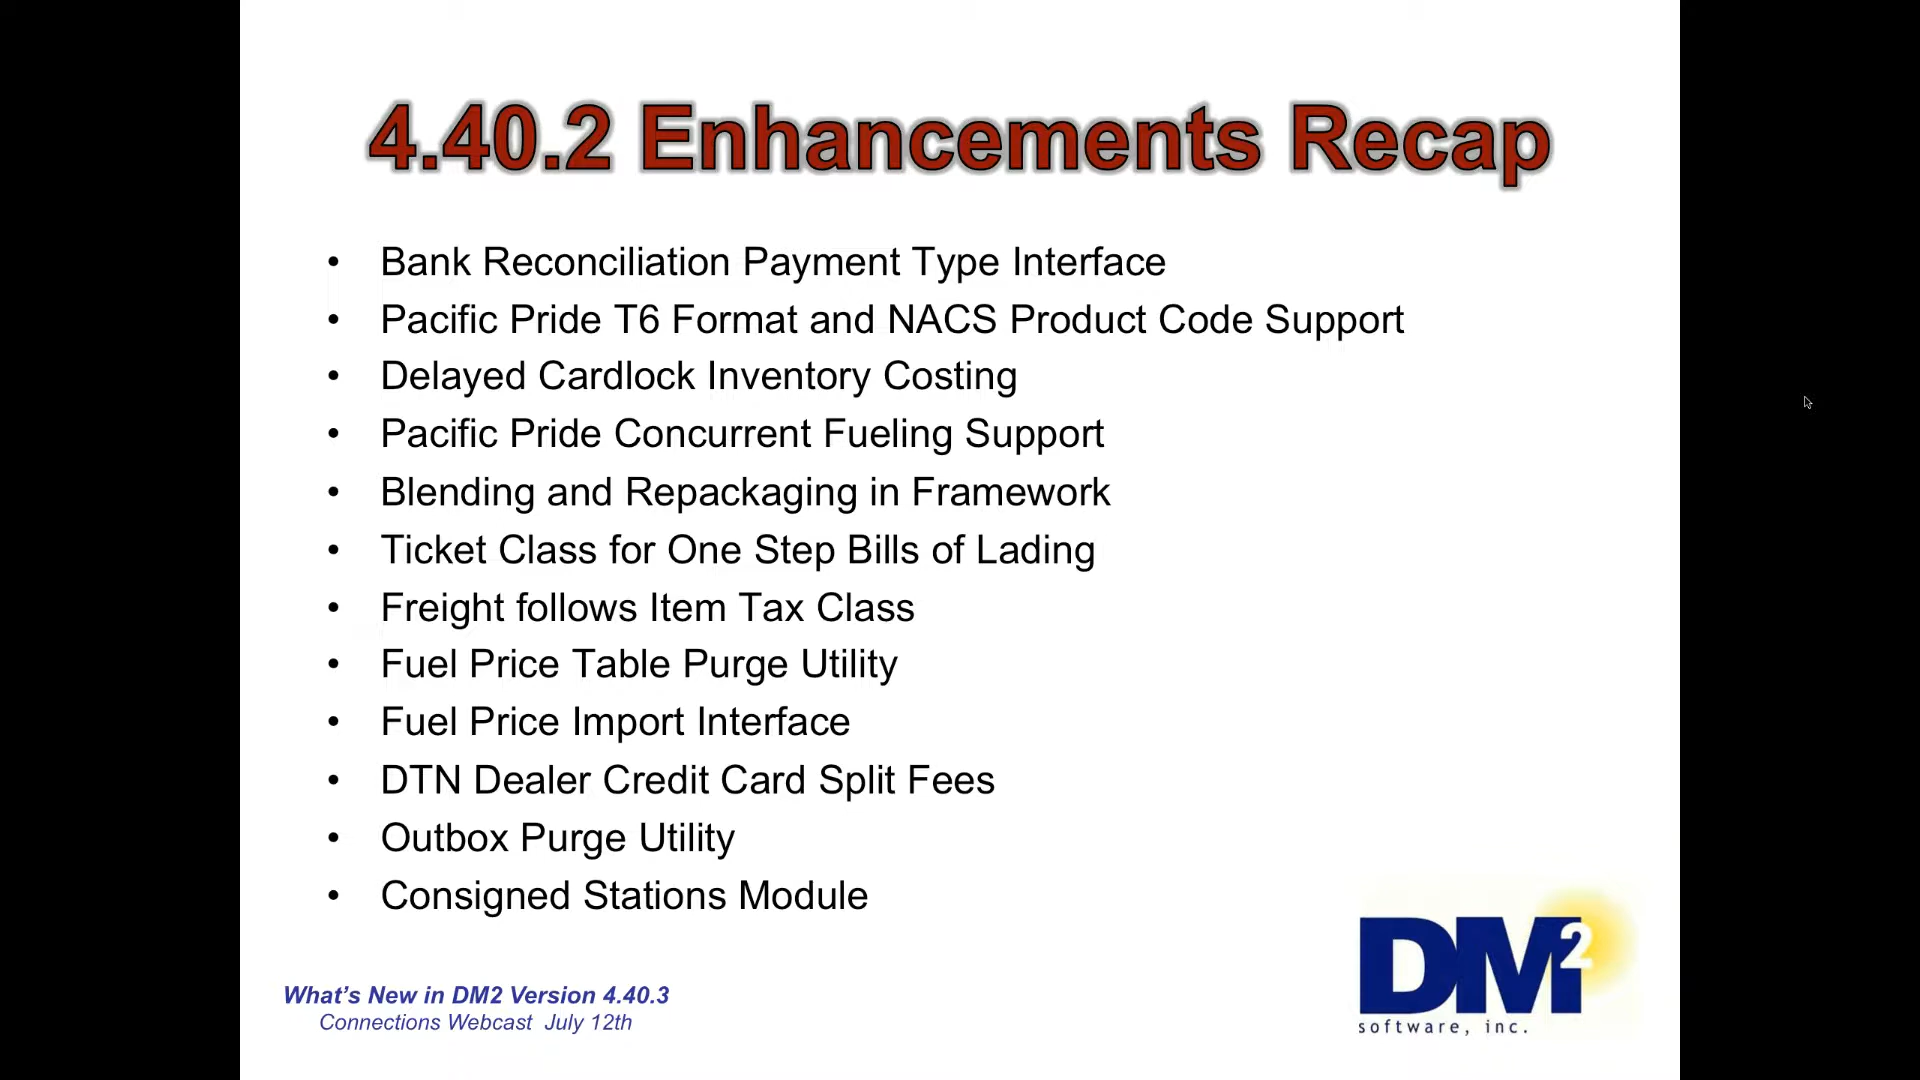 4.40.2 Enhancements Recap
• Bank Reconciliation Payment Type Interface
• Pacific Pride T6 Format and NACS Product Code Support
• Delayed Cardlock Inventory Costing
• Pacific Pride Concurrent Fueling Support
• Blending and Repackaging in Framework
• Ticket Class for One Step Bills of Lading
• Freight follows Item Tax Class
• Fuel Price Table Purge Utility
• Fuel Price Import Interface
• DTN Dealer Credit Card Split Fees
• Outbox Purge Utility
• Consigned Stations Module
What's New in DM2 Version 4.40.3
Connections Webcast July 12th
DM2
software, inc.